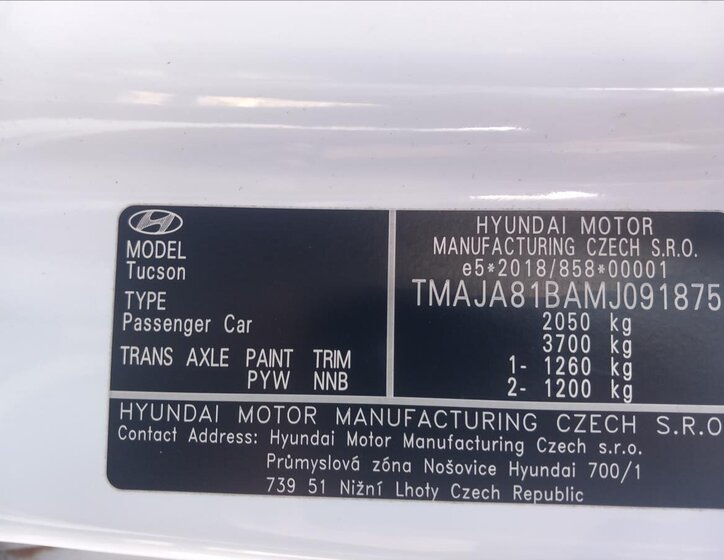 MODEL
Tucson
TYPE
Passenger Car
TRANS AXLE PAINT TRIM
PYW NNB
HYUNDAI MOTOR
MANUFACTURING CZECH S.R.O.
e5*2018/858*00001
TMAJA81BAMJ091875
2050 kg
3700 kg
1- 1260 kg
2- 1200 kg
HYUNDAI MOTOR MANUFACTURING CZECH S.R.O
Contact Address: Hyundai Motor Manufacturing Czech s.r.o.
Průmyslová zóna Nošovice Hyundai 700/1
739 51 Nižní Lhoty Czech Republic